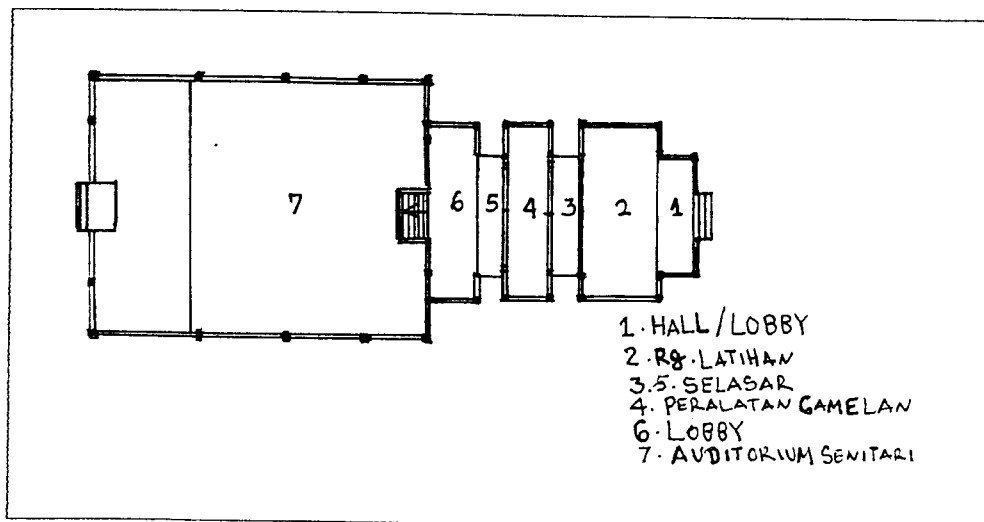 7
6
5
4
3
2
1
1. HALL/LOBBY
2. Rg. LATIHAN
3.5. SELASAR
4. PERALATAN GAMELAN
6. LOBBY
7. AUDITORIUM SENITARI